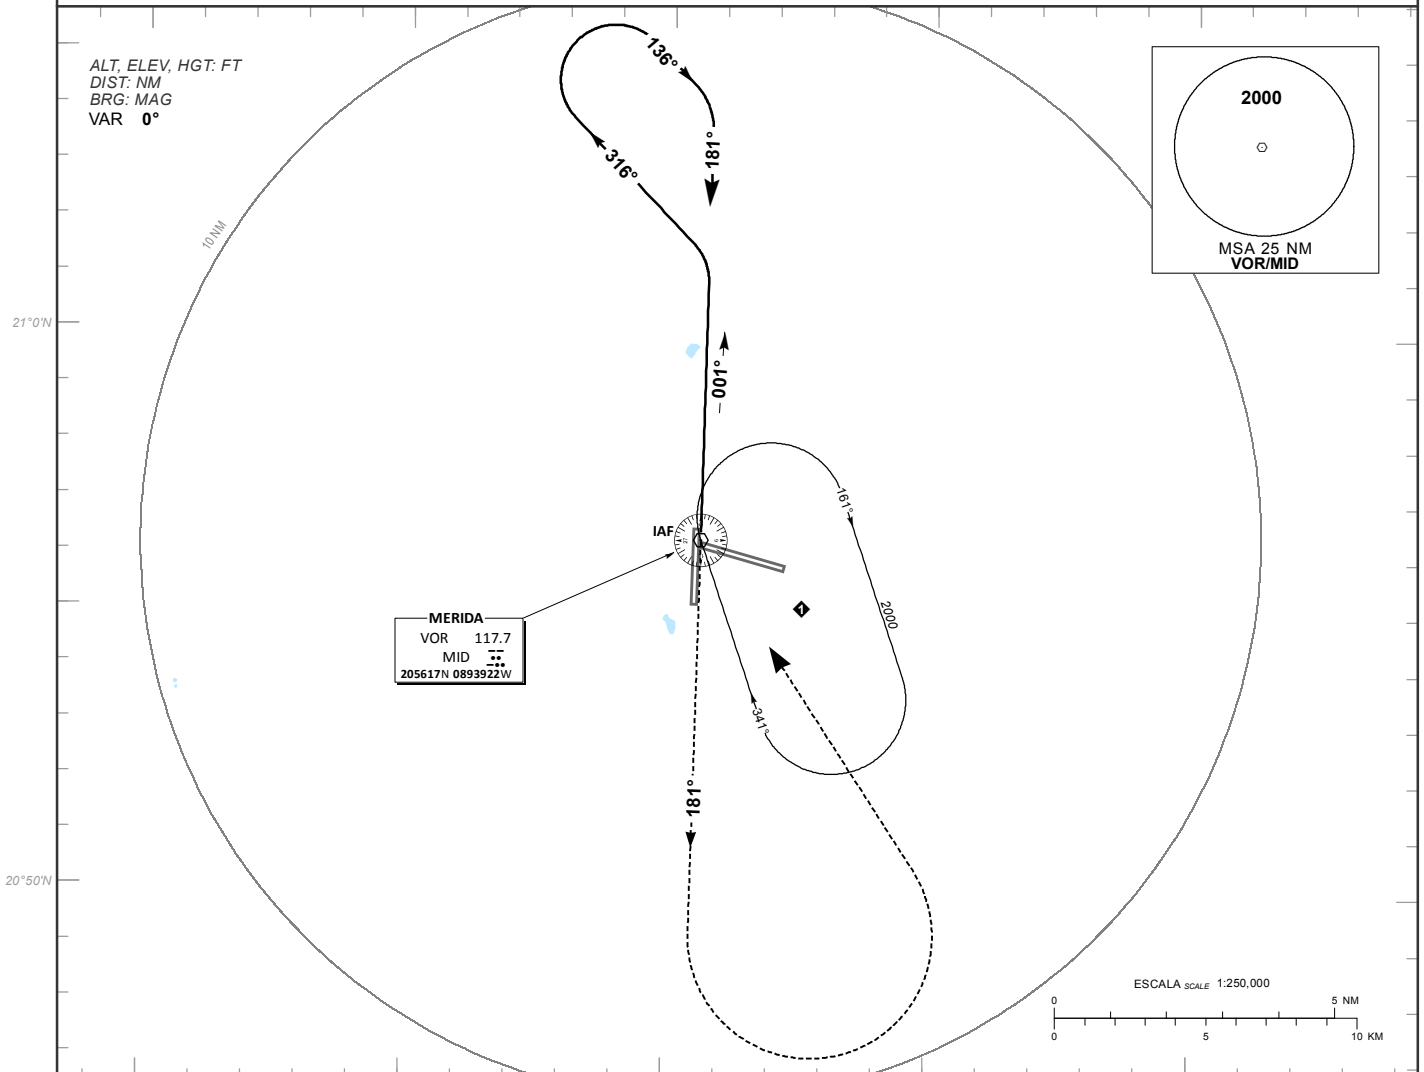 ALT, ELEV, HGT: FT
DIST: NM
BRG: MAG
VAR 0°
136°
181°
316°
10 NM
2000
MSA 25 NM
VOR/MID
21°0'N
001°
161°
IAF
2000
1
MERIDA
VOR 117.7
MID
205617N 0893922W
341°
181°
20°50'N
ESCALA SCALE 1:250,000
0 5 NM
0 5 10 KM